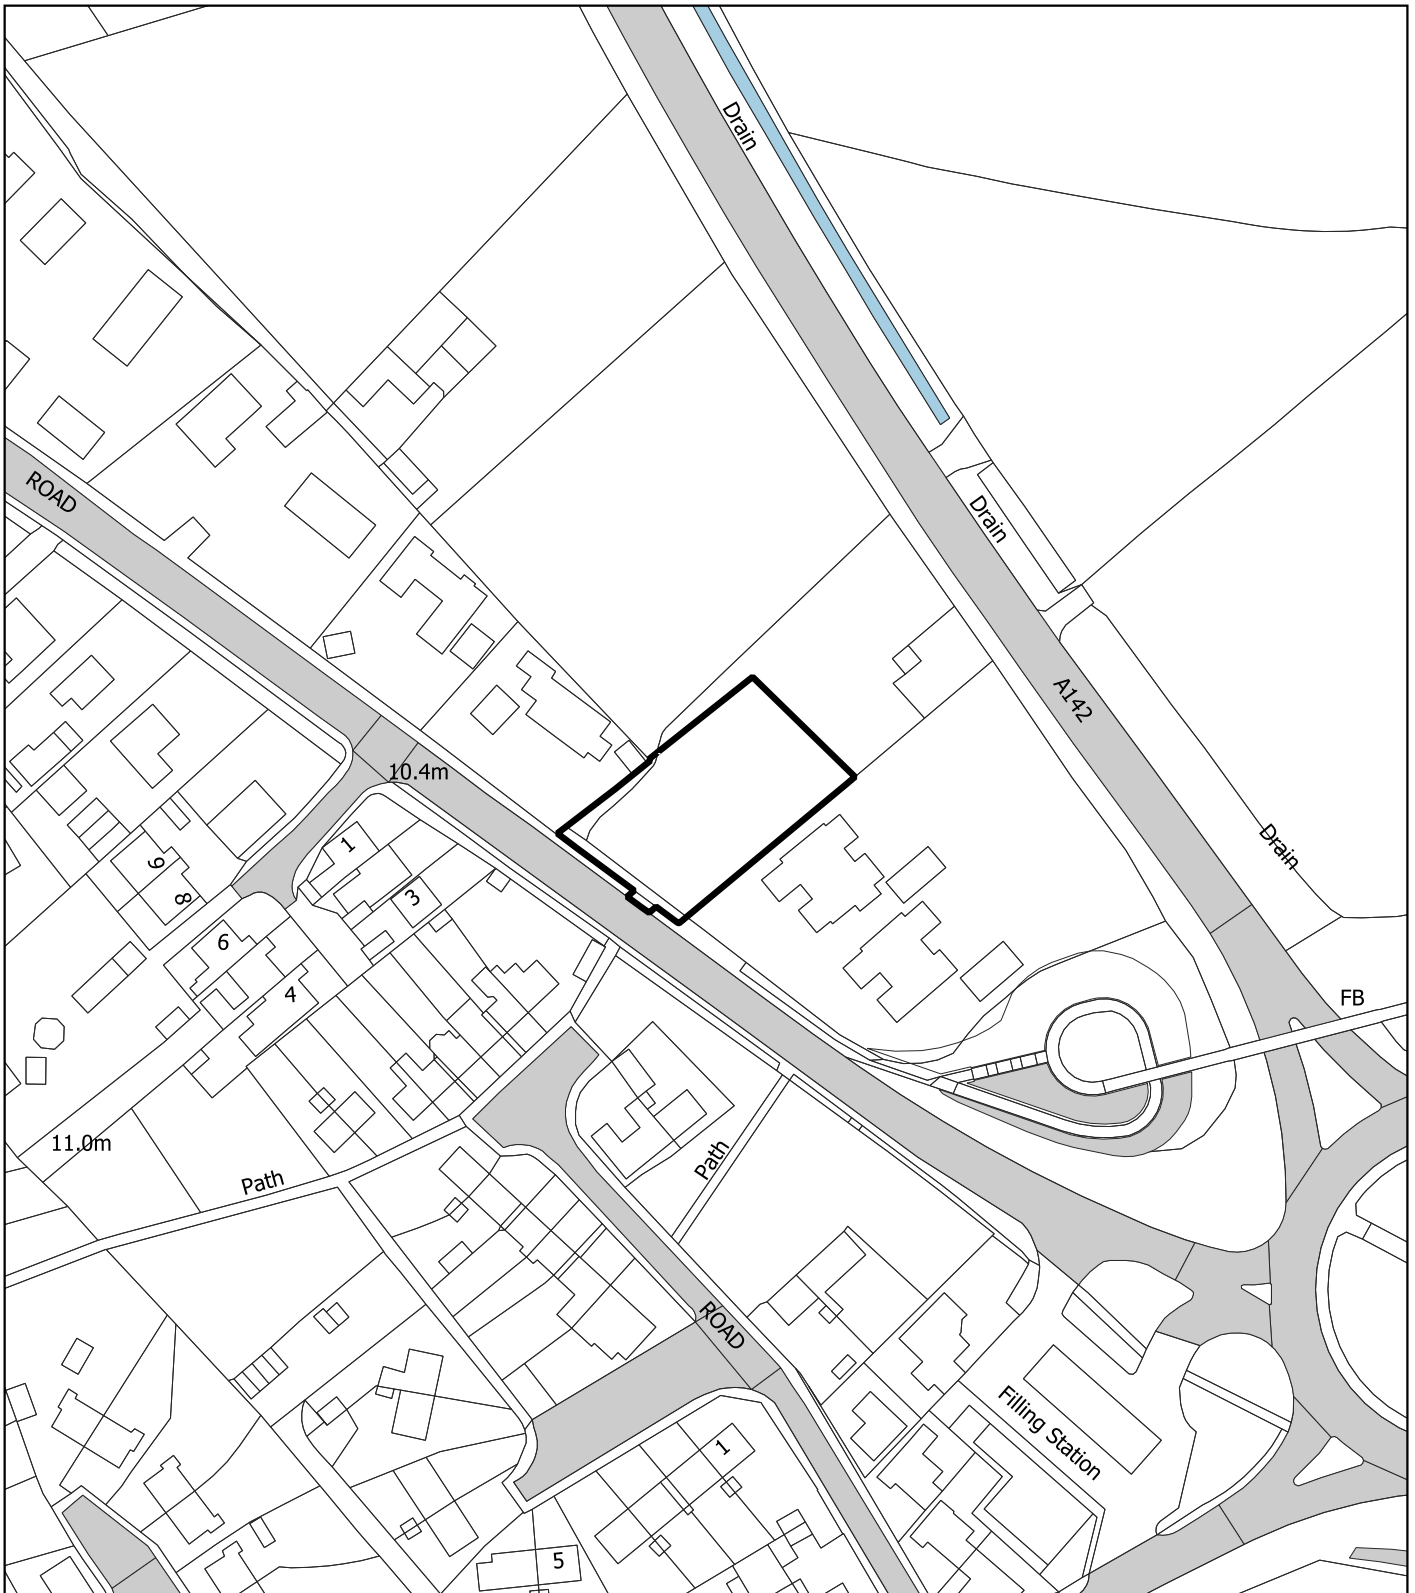 Drain
ROAD
Drain
A142
10.4m
Drain
1
9
3
8
6
4
FB
11.0m
Path
Path
ROAD
Filling Station
1
5